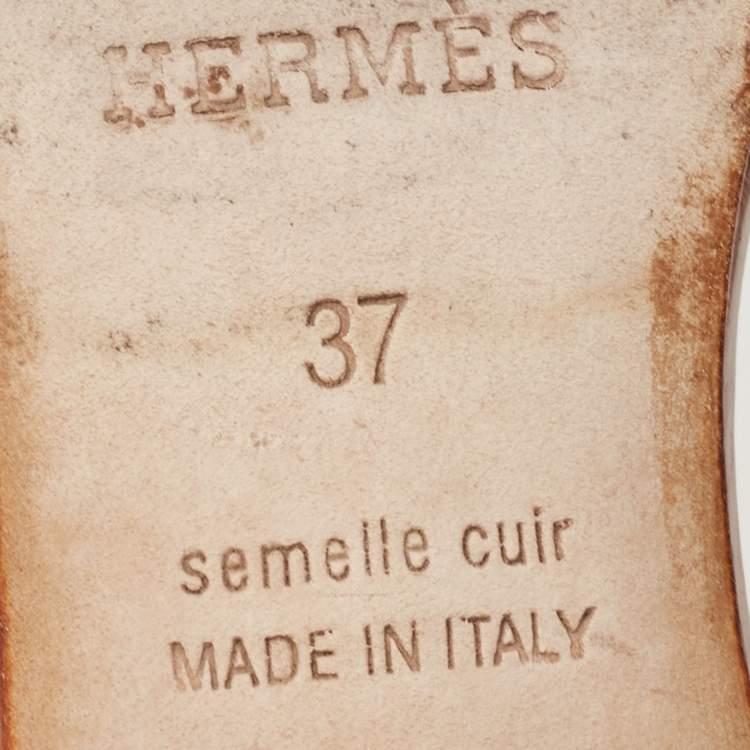 HERMÈS
37
semelle cuir
MADE IN ITALY